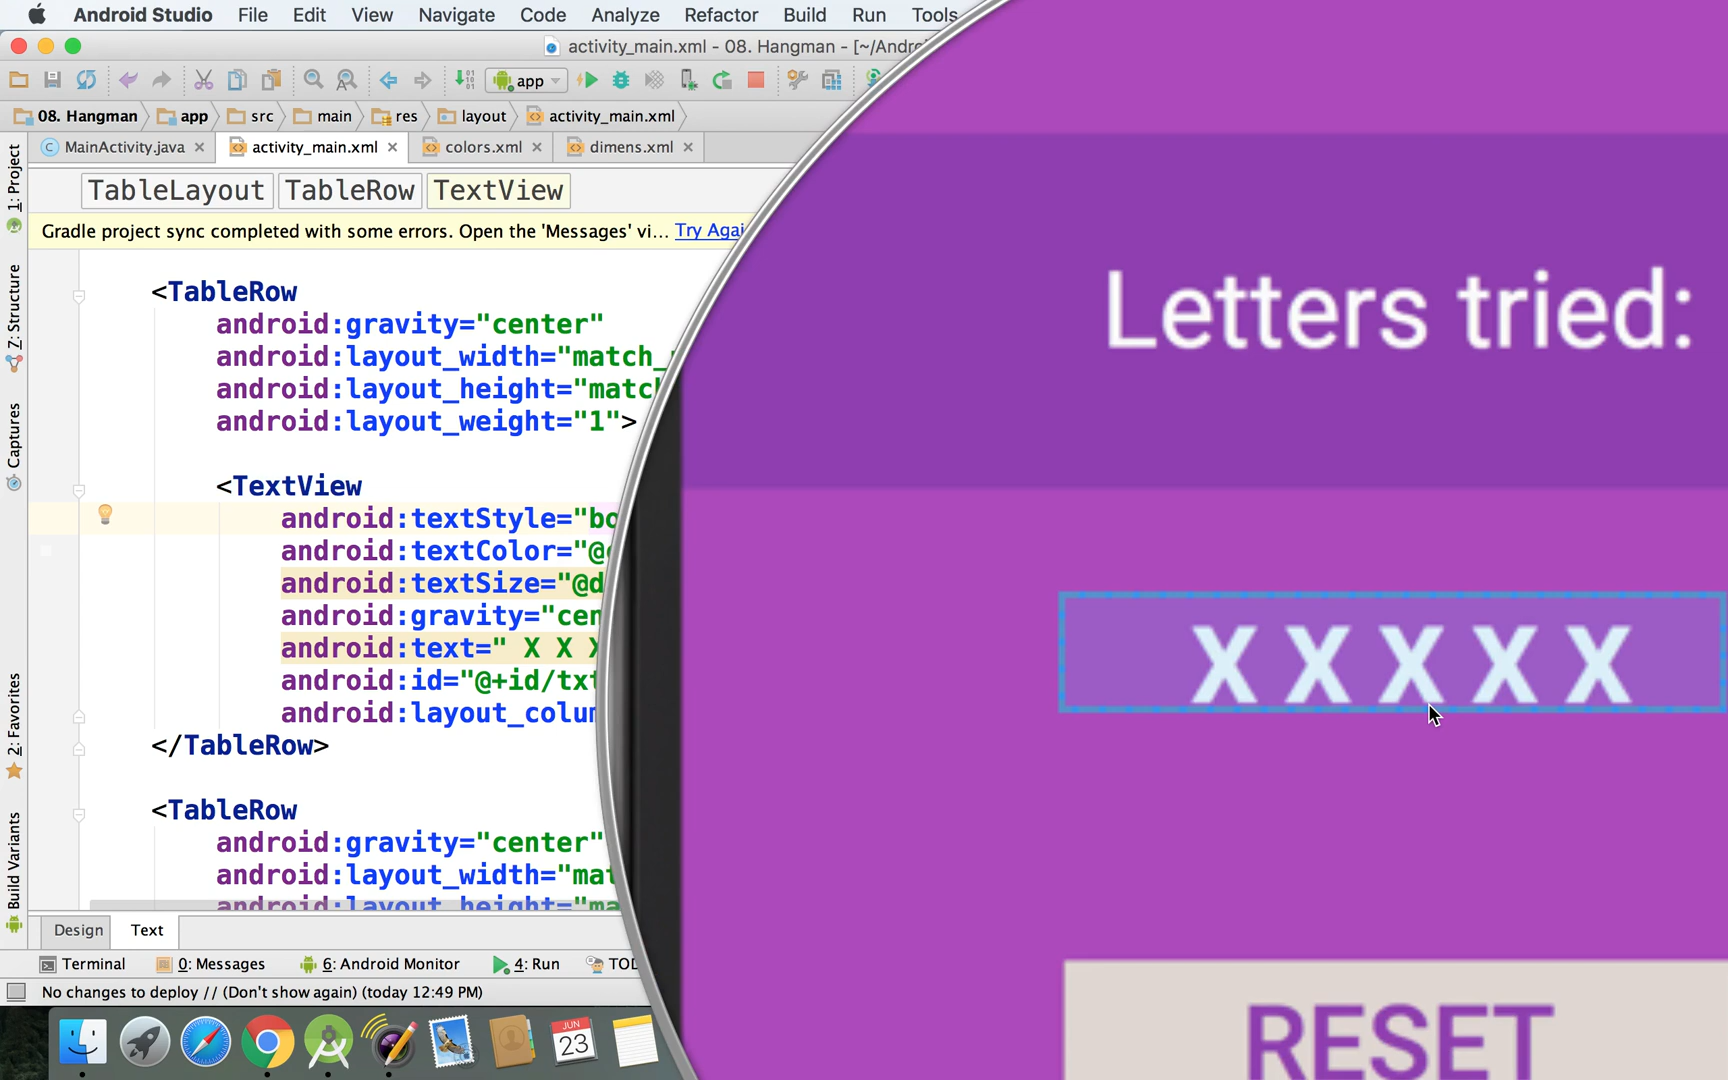 Android Studio File Edit View Navigate Code Analyze Refactor Build Run Tools
activity_main.xml - 08. Hangman - [~/Andro
app
08. Hangman app src main res layout activity_main.xml
MainActivity.java activity_main.xml colors.xml dimens.xml
TableLayout TableRow TextView
Gradle project sync completed with some errors. Open the 'Messages' vi... Try Agai
<TableRow
android:gravity="center"
android:layout_width="match_
android:layout_height="match
android:layout_weight="1">
<TextView
android:textStyle="bo
android:textColor="@c
android:textSize="@d
android:gravity="cen
android:text=" X X X
android:id="@+id/txt
android:layout_colum
</TableRow>
<TableRow
android:gravity="center"
android:layout_width="mat
android:layout_height="ma
1: Project
7: Structure
Captures
2: Favorites
Build Variants
Design Text
Terminal 0: Messages 6: Android Monitor 4: Run TOD
No changes to deploy // (Don't show again) (today 12:49 PM)
JUN
23
Letters tried:
X X X X X
RESET